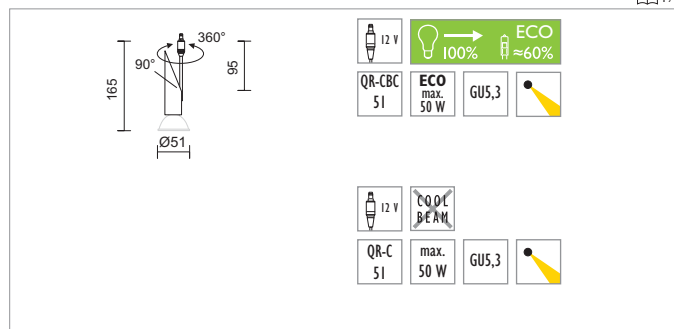 360°
90°
165
95
Ø51
12 V
100%
ECO
≈60%
QR-CBC
51
ECO
max.
50 W
GU5,3
12 V
COOL
BEAM
QR-C
51
max.
50 W
GU5,3